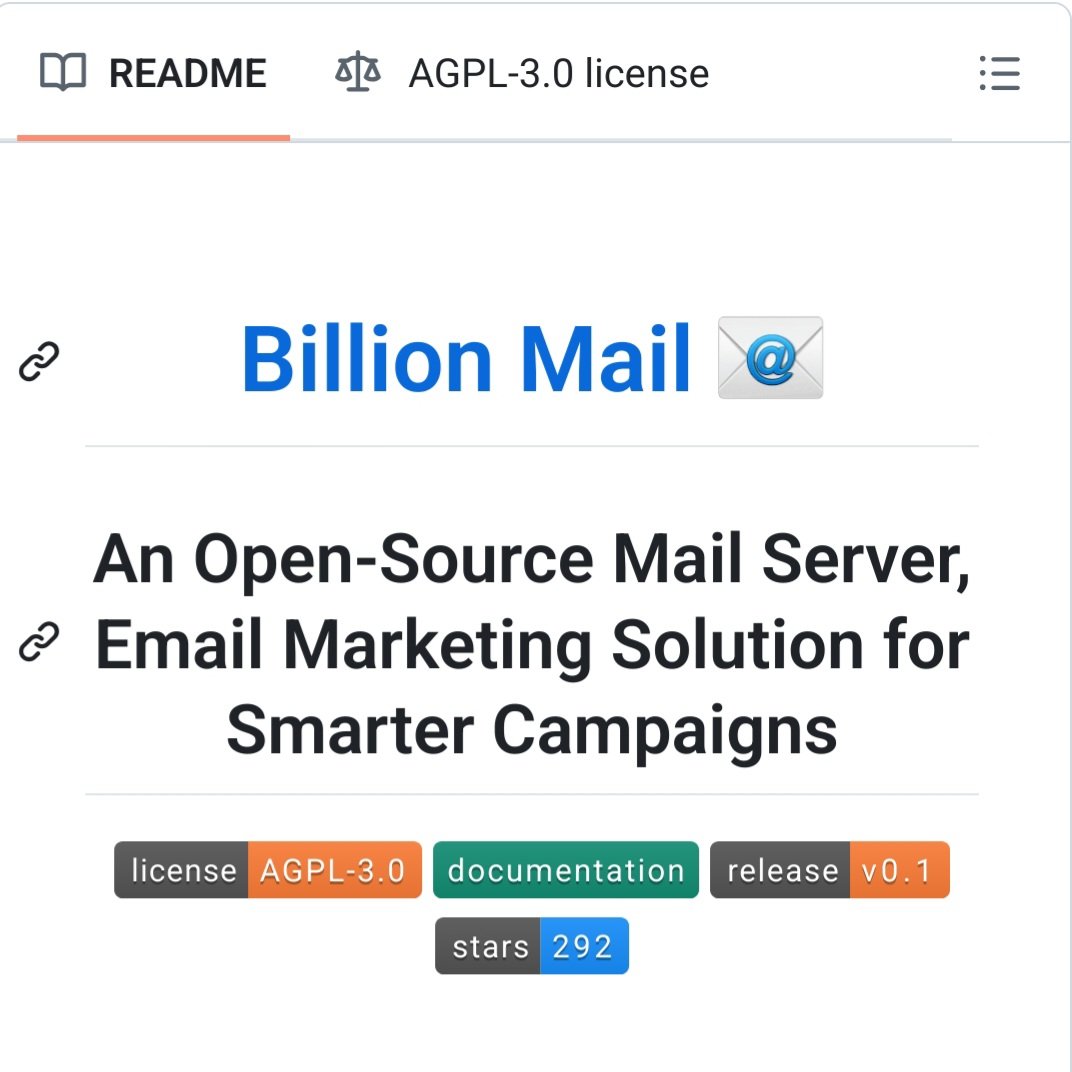 README AGPL-3.0 license
Billion Mail
An Open-Source Mail Server,
Email Marketing Solution for
Smarter Campaigns
license AGPL-3.0 documentation release v0.1
stars 292